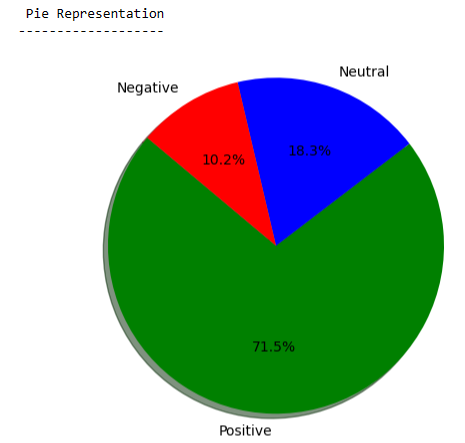 Pie Representation
-------------------
Neutral
Negative
18.3%
10.2%
71.5%
Positive